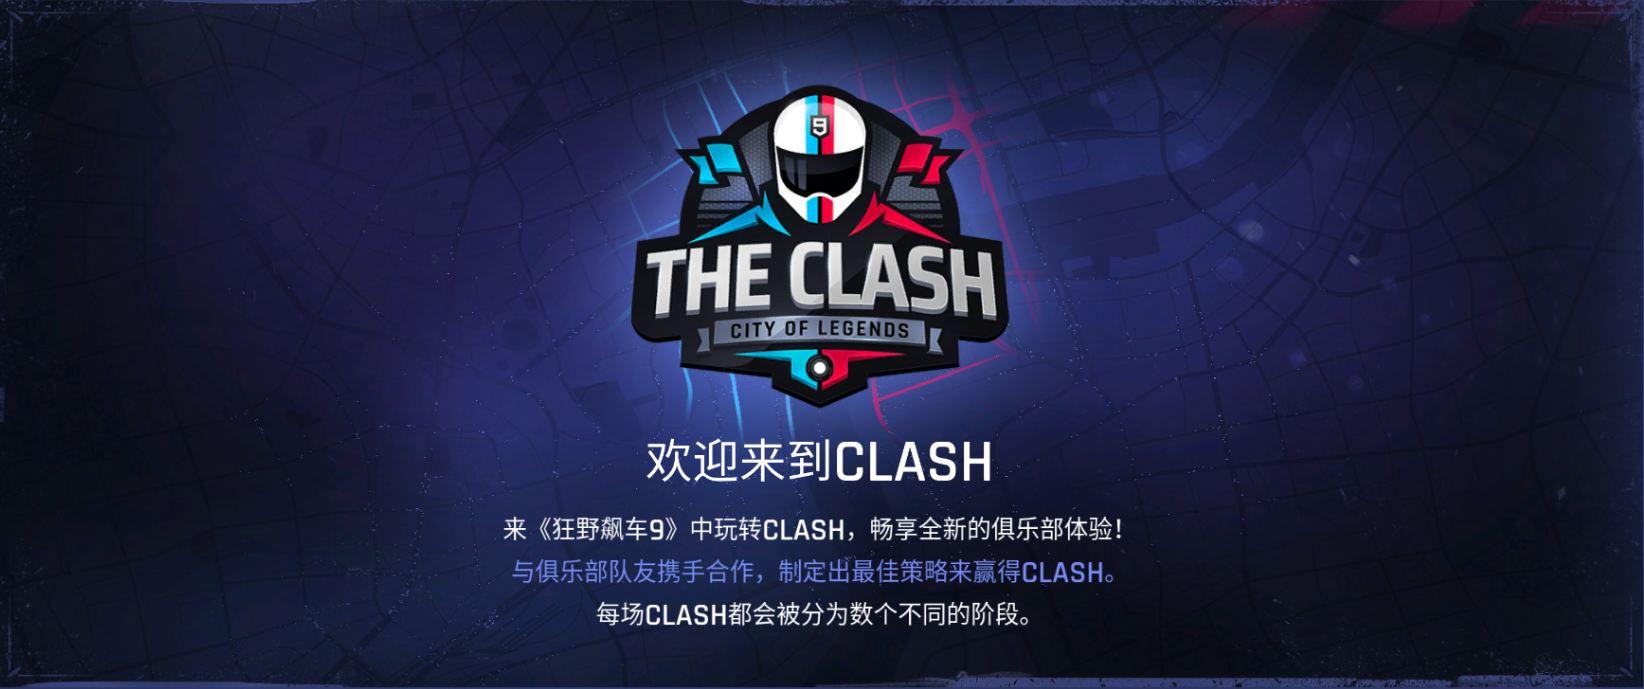 9
THE CLASH
CITY OF LEGENDS
欢迎来到CLASH
来《狂野飙车9》中玩转CLASH，畅享全新的俱乐部体验！
与俱乐部队友携手合作，制定出最佳策略来赢得CLASH。
每场CLASH都会被分为数个不同的阶段。